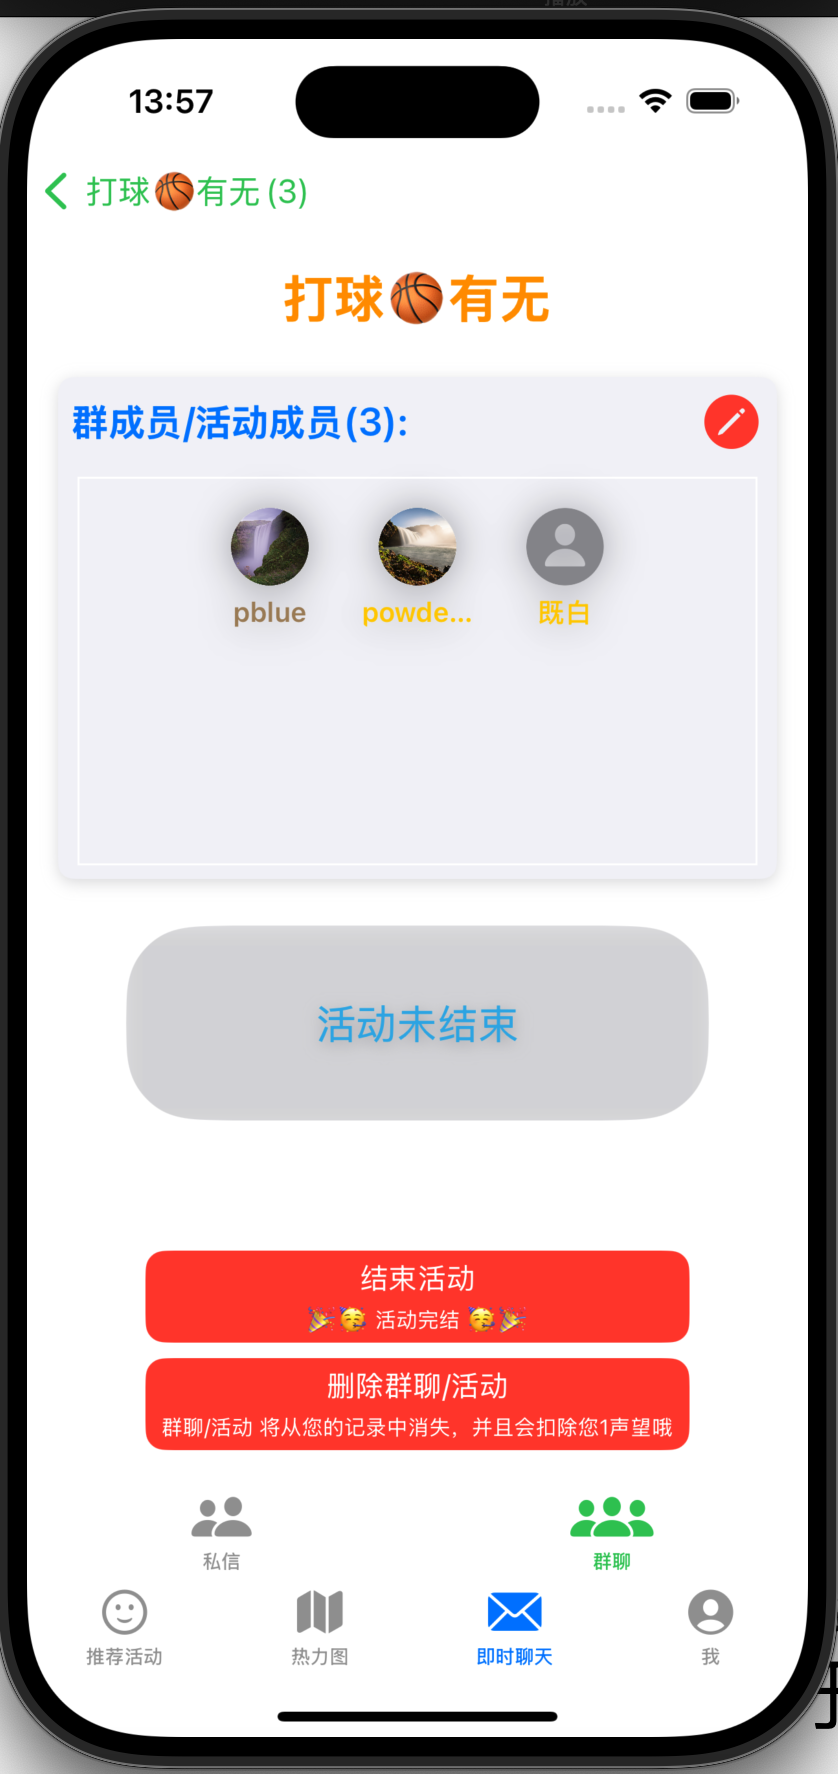 13:57
打球🏀有无 (3)
打球🏀有无
群成员/活动成员(3):
pblue
powde...
既白
活动未结束
结束活动
🎉🥳 活动完结 🥳🎉
删除群聊/活动
群聊/活动 将从您的记录中消失，并且会扣除您1声望哦
私信
群聊
推荐活动
热力图
即时聊天
我